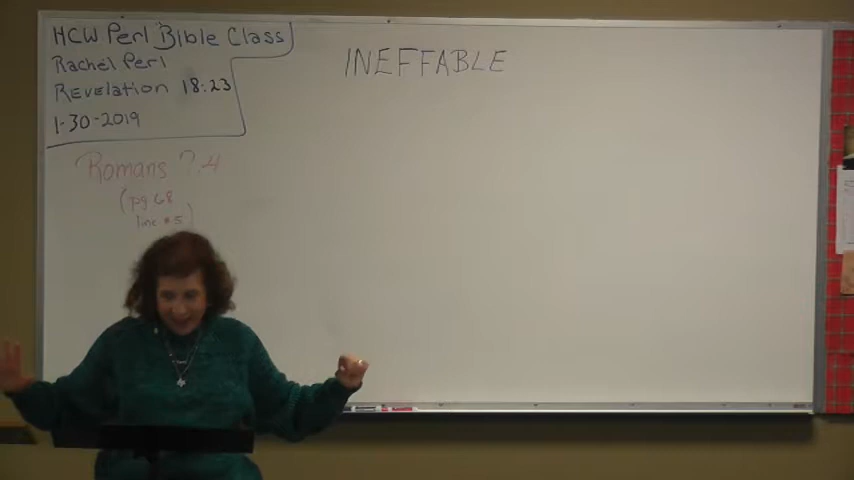 HCW Perl Bible Class
Rachel Perl
Revelation 18:23
1-30-2019
INEFFABLE
Romans 7:4
(pg 68
line #5)